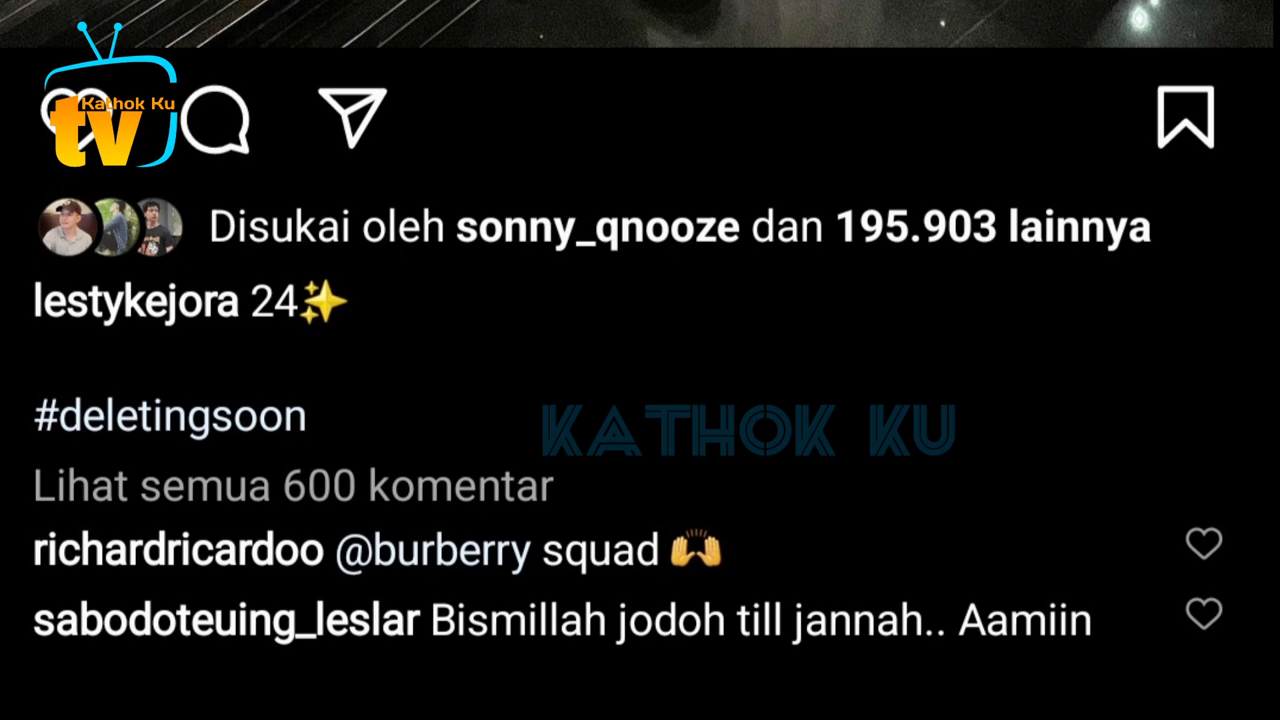 Kathok Ku
tv
Disukai oleh sonny_qnooze dan 195.903 lainnya
lestykejora 24✨
#deletingsoon
KATHOK KU
Lihat semua 600 komentar
richardricardoo @burberry squad 🙌
sabodoteuing_leslar Bismillah jodoh till jannah.. Aamiin